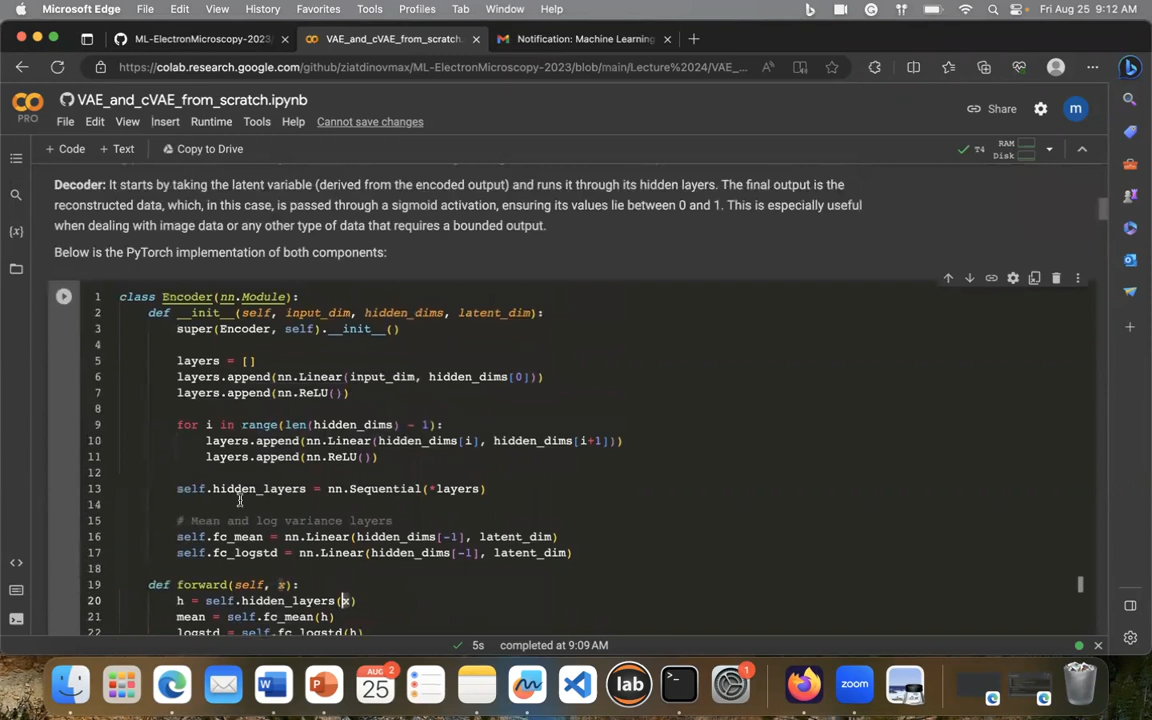 Microsoft Edge File Edit View History Favorites Tools Profiles Tab Window Help Fri Aug 25 9:12 AM
ML-ElectronMicroscopy-2023/ VAE_and_cVAE_from_scratch. Notification: Machine Learning
https://colab.research.google.com/github/ziatdinovmax/ML-ElectronMicroscopy-2023/blob/main/Lecture%2024/VAE_...
VAE_and_cVAE_from_scratch.ipynb
PRO
Share
m
File Edit View Insert Runtime Tools Help Cannot save changes
+ Code + Text Copy to Drive
T4 RAM
Disk
Decoder: It starts by taking the latent variable (derived from the encoded output) and runs it through its hidden layers. The final output is the
reconstructed data, which, in this case, is passed through a sigmoid activation, ensuring its values lie between 0 and 1. This is especially useful
when dealing with image data or any other type of data that requires a bounded output.
Below is the PyTorch implementation of both components:
1 class Encoder(nn.Module):
2 def __init__(self, input_dim, hidden_dims, latent_dim):
3 super(Encoder, self).__init__()
4
5 layers = []
6 layers.append(nn.Linear(input_dim, hidden_dims[0]))
7 layers.append(nn.ReLU())
8
9 for i in range(len(hidden_dims) - 1):
10 layers.append(nn.Linear(hidden_dims[i], hidden_dims[i+1]))
11 layers.append(nn.ReLU())
12
13 self.hidden_layers = nn.Sequential(*layers)
14
15 # Mean and log variance layers
16 self.fc_mean = nn.Linear(hidden_dims[-1], latent_dim)
17 self.fc_logstd = nn.Linear(hidden_dims[-1], latent_dim)
19 def forward(self, x):
20 h = self.hidden_layers(x)
21 mean = self.fc_mean(h)
22 logstd = self.fc_logstd(h)
5s completed at 9:09 AM
AUG 2
25
lab
1
zoom